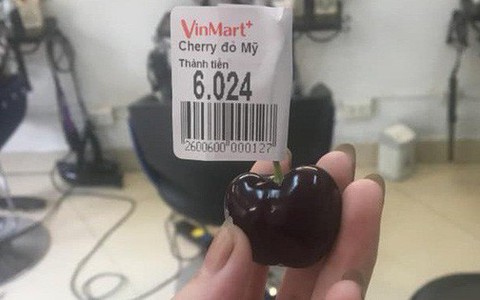 VinMart+
Cherry đỏ Mỹ
Thành tiền
6.024
2600600 000127